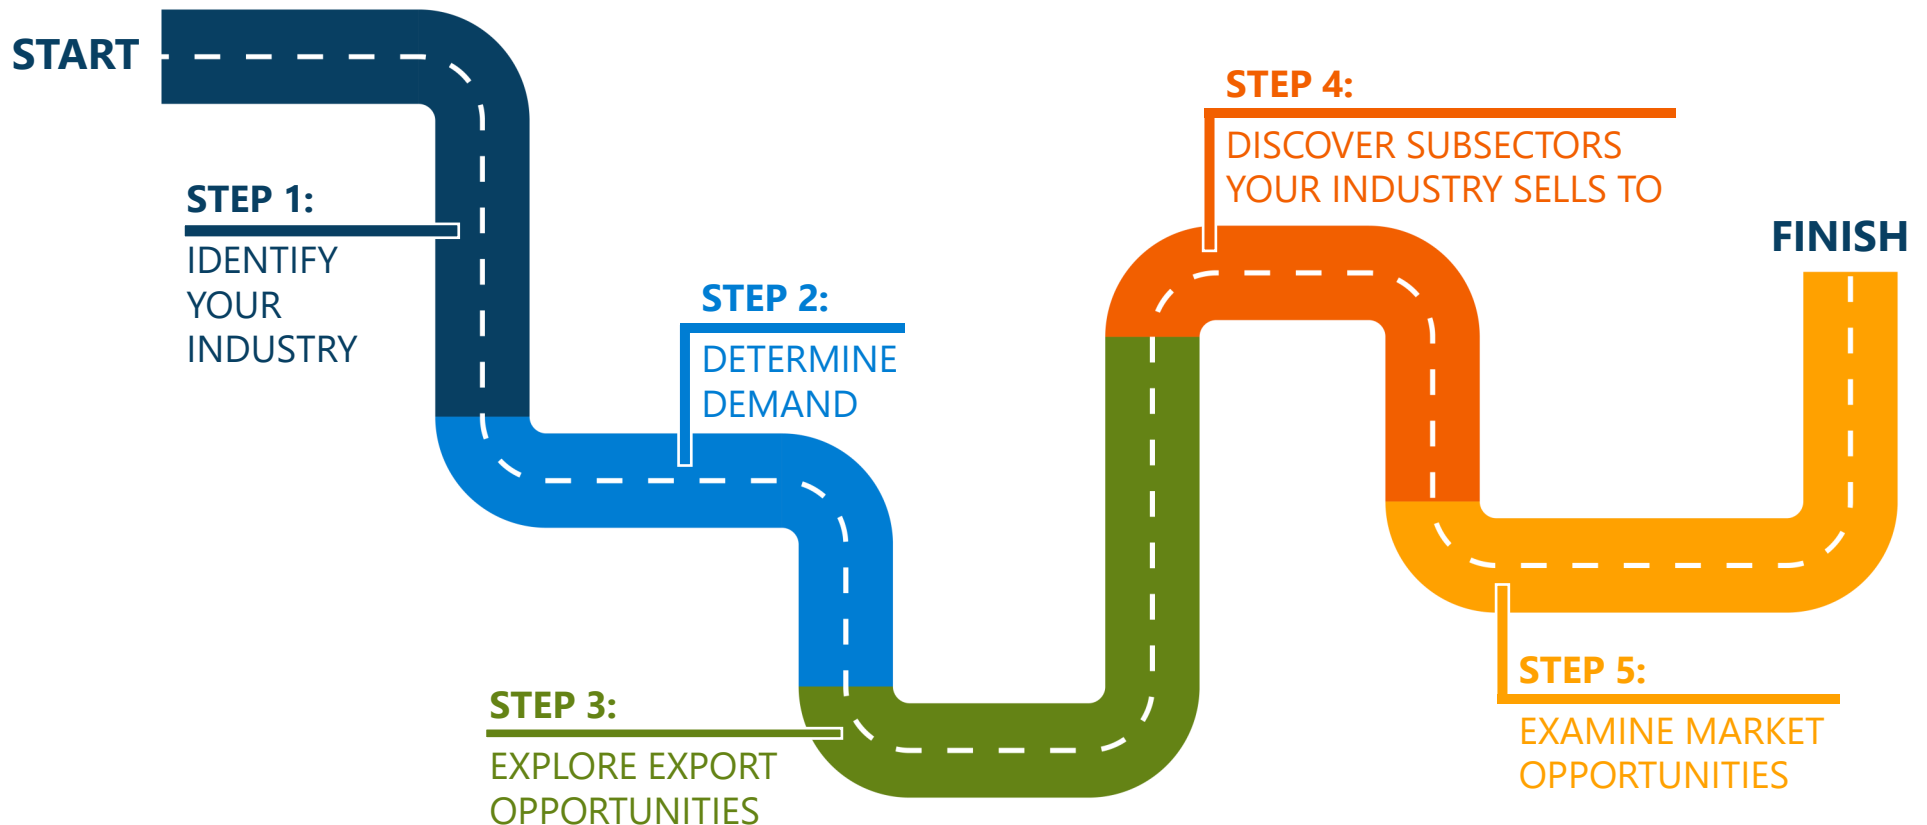 START
STEP 1:
IDENTIFY
YOUR
INDUSTRY
STEP 2:
DETERMINE
DEMAND
STEP 3:
EXPLORE EXPORT
OPPORTUNITIES
STEP 4:
DISCOVER SUBSECTORS
YOUR INDUSTRY SELLS TO
STEP 5:
EXAMINE MARKET
OPPORTUNITIES
FINISH